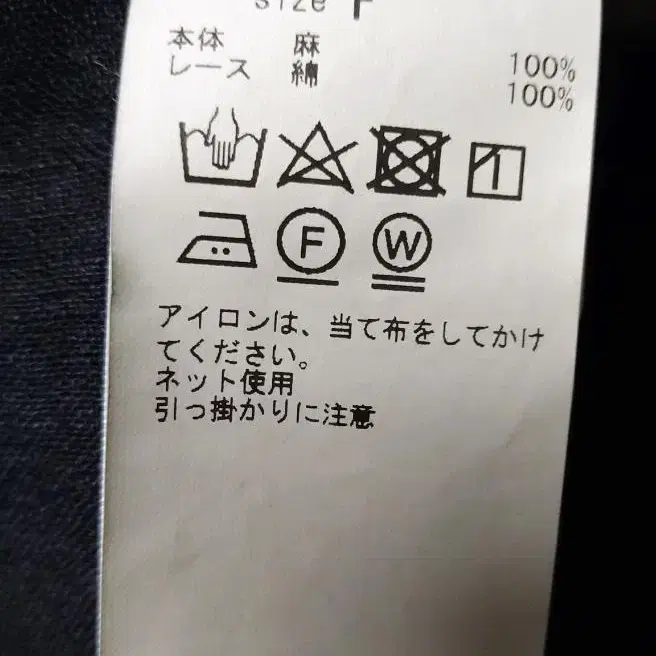 size F
本体 麻 100%
レース 綿 100%
F W
アイロンは、当て布をしてかけ
てください。
ネット使用
引っ掛かりに注意